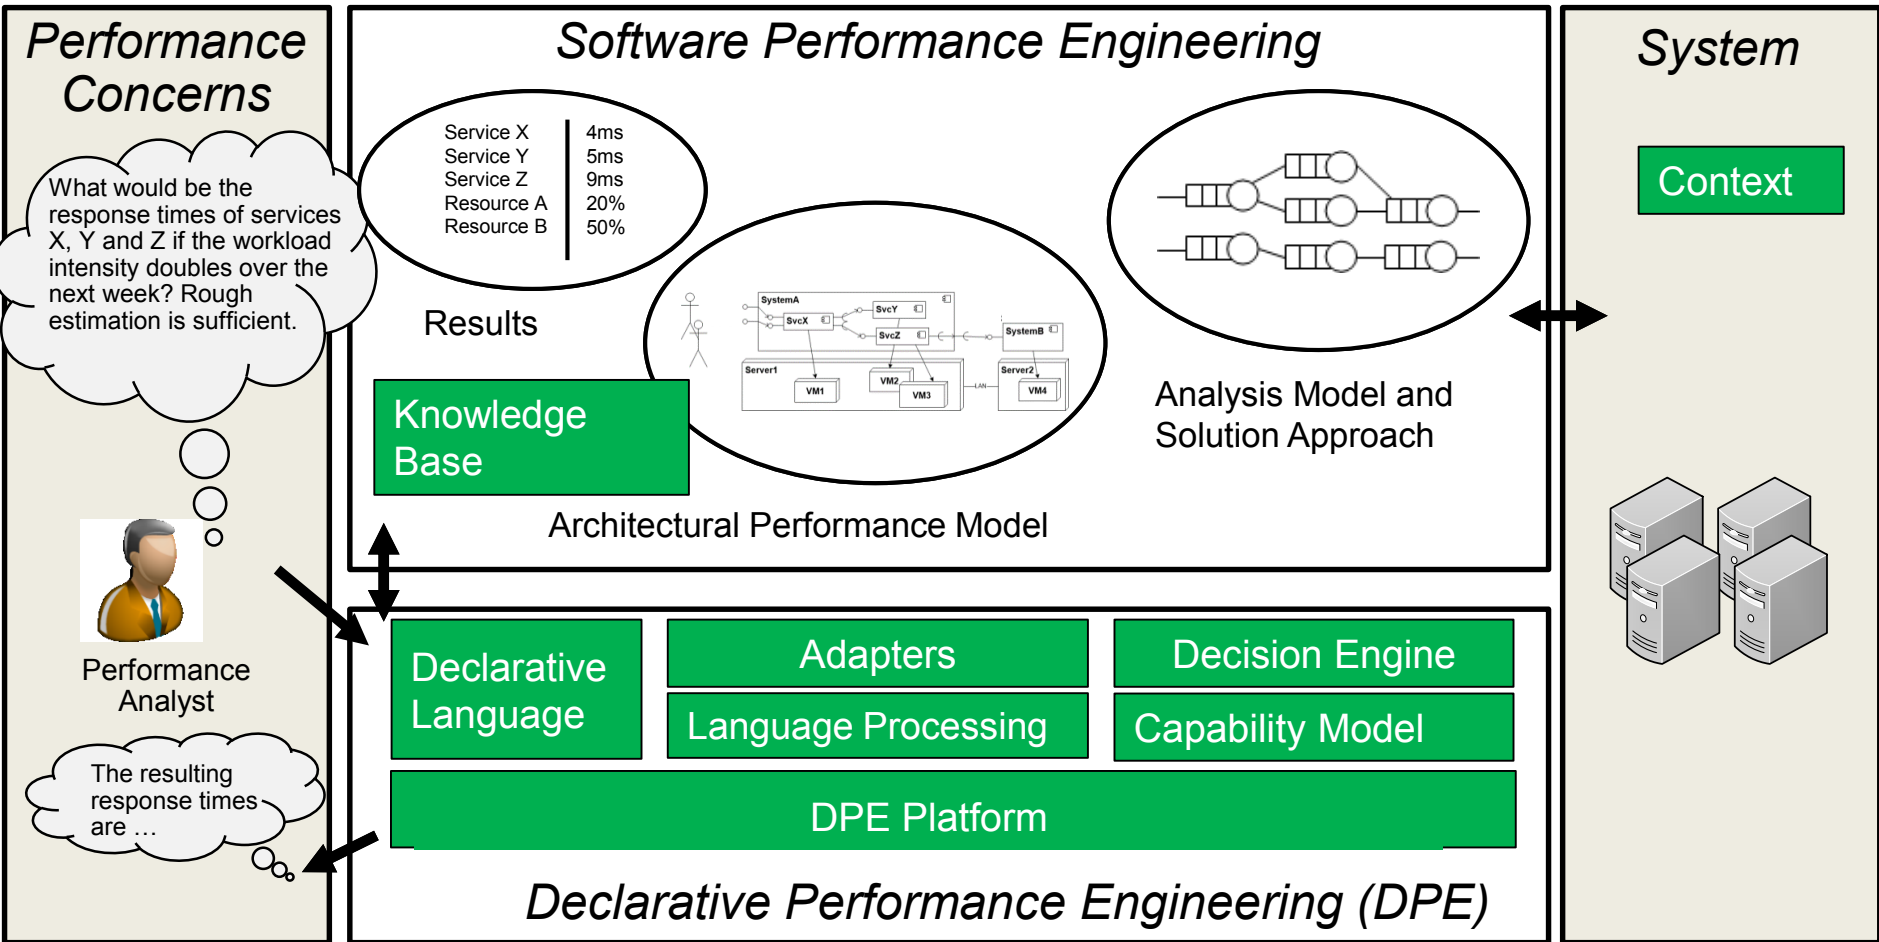 Performance
Concerns
What would be the
response times of services
X, Y and Z if the workload
intensity doubles over the
next week? Rough
estimation is sufficient.
Performance
Analyst
The resulting
response times
are …
Software Performance Engineering
Service X 4ms
Service Y 5ms
Service Z 9ms
Resource A 20%
Resource B 50%
Results
SystemA
SvcX
SvcY
SvcZ
SystemB
Server1
VM1
VM2
VM3
LAN
Server2
VM4
Architectural Performance Model
Analysis Model and
Solution Approach
Knowledge
Base
Declarative
Language
Adapters
Language Processing
Decision Engine
Capability Model
DPE Platform
Declarative Performance Engineering (DPE)
System
Context